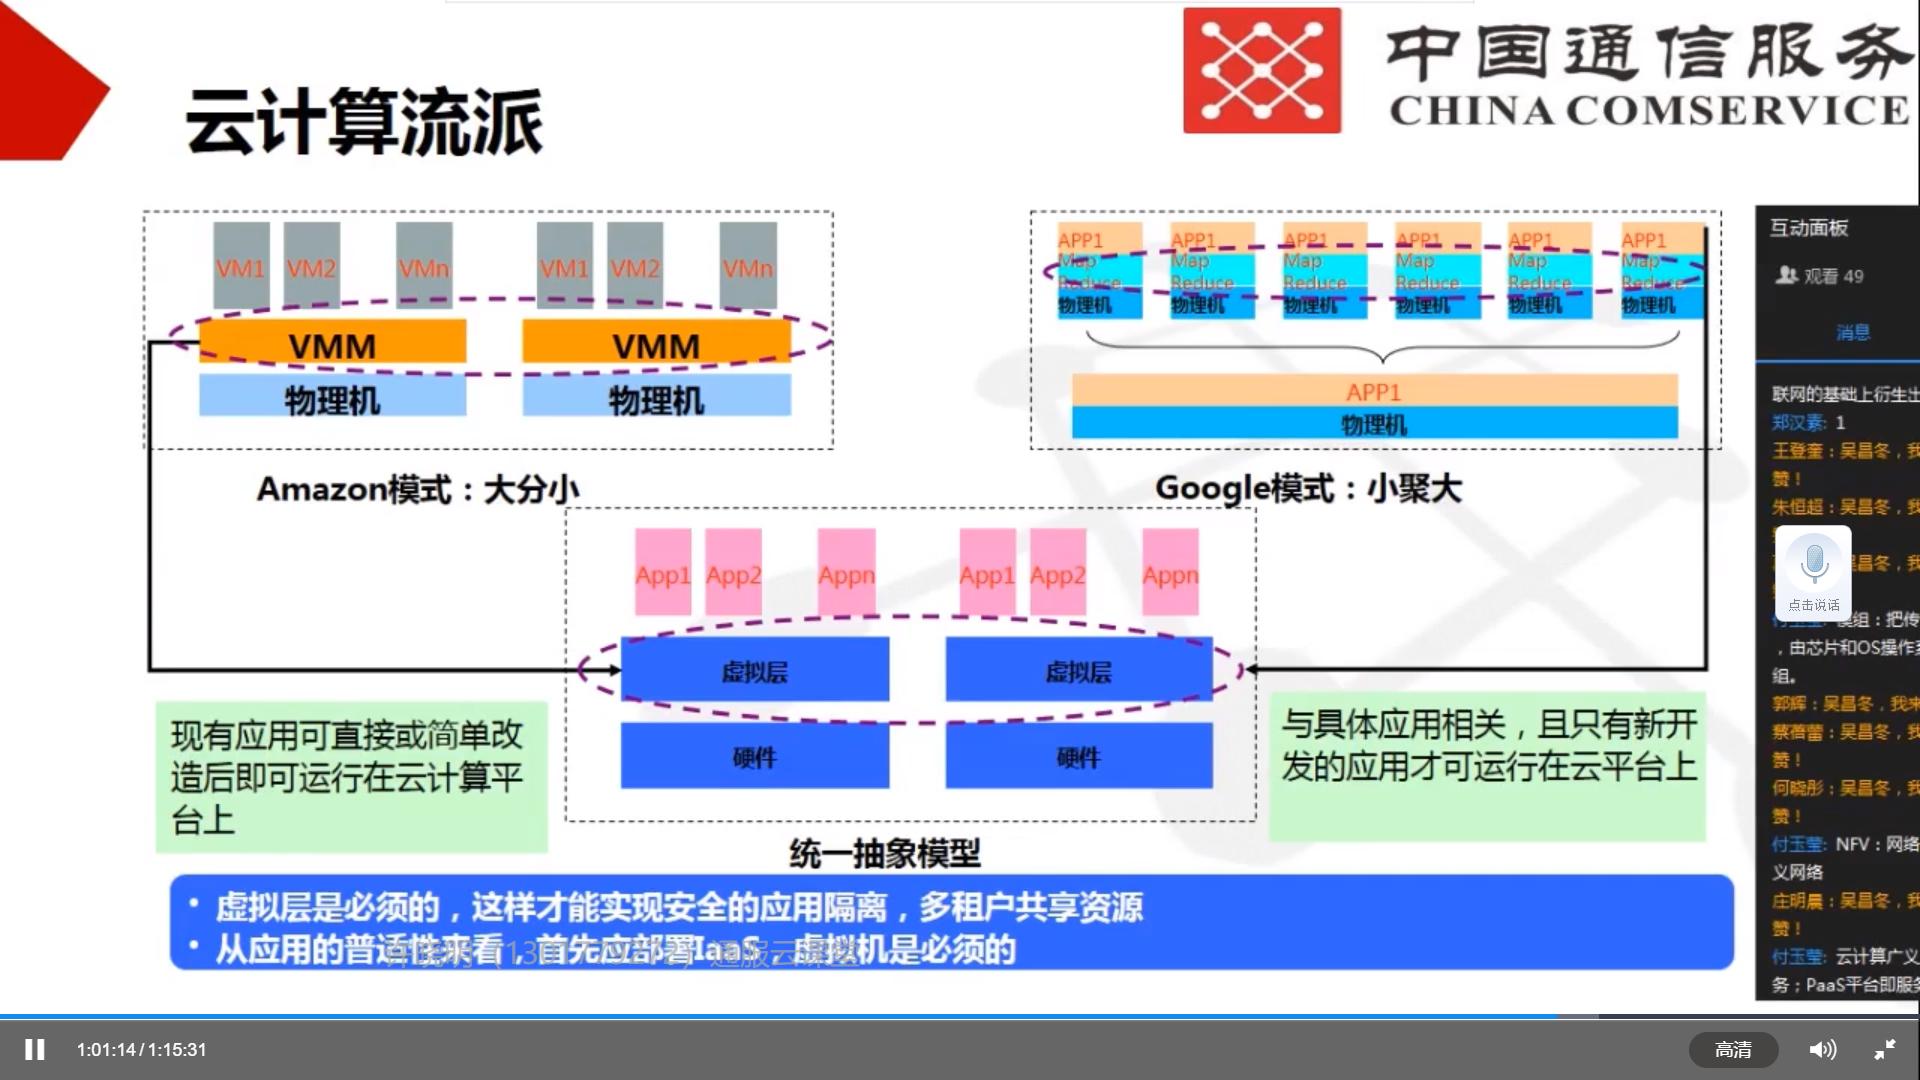 中国通信服务
CHINA COMSERVICE
云计算流派
VM1 VM2 VMn VM1 VM2 VMn
VMM VMM
物理机 物理机
Amazon模式：大分小
APP1 APP1 APP1 APP1 APP1 APP1
Map Map Map Map Map Map
Reduce Reduce Reduce Reduce Reduce Reduce
物理机 物理机 物理机 物理机 物理机 物理机
APP1
物理机
Google模式：小聚大
App1 App2 Appn App1 App2 Appn
虚拟层 虚拟层
硬件 硬件
统一抽象模型
现有应用可直接或简单改
造后即可运行在云计算平
台上
与具体应用相关，且只有新开
发的应用才可运行在云平台上
• 虚拟层是必须的，这样才能实现安全的应用隔离，多租户共享资源
• 从应用的普适性来看，首先应部署IaaS，虚拟机是必须的
通服云课堂
互动面板
观看 49
消息
联网的基础上衍生出
郑汉素: 1
王登奎：吴昌冬，我
赞！
朱恒超：吴昌冬，我
昌冬，我
点击说话
模组：把传
，由芯片和OS操作系
组。
郭辉：吴昌冬，我来
蔡蓓蕾：吴昌冬，我
赞！
何晓彤：吴昌冬，我
赞！
付玉莹: NFV：网络
义网络
庄明晨：吴昌冬，我
赞！
付玉莹: 云计算广义
务；PaaS平台即服务
1:01:14/1:15:31
高清